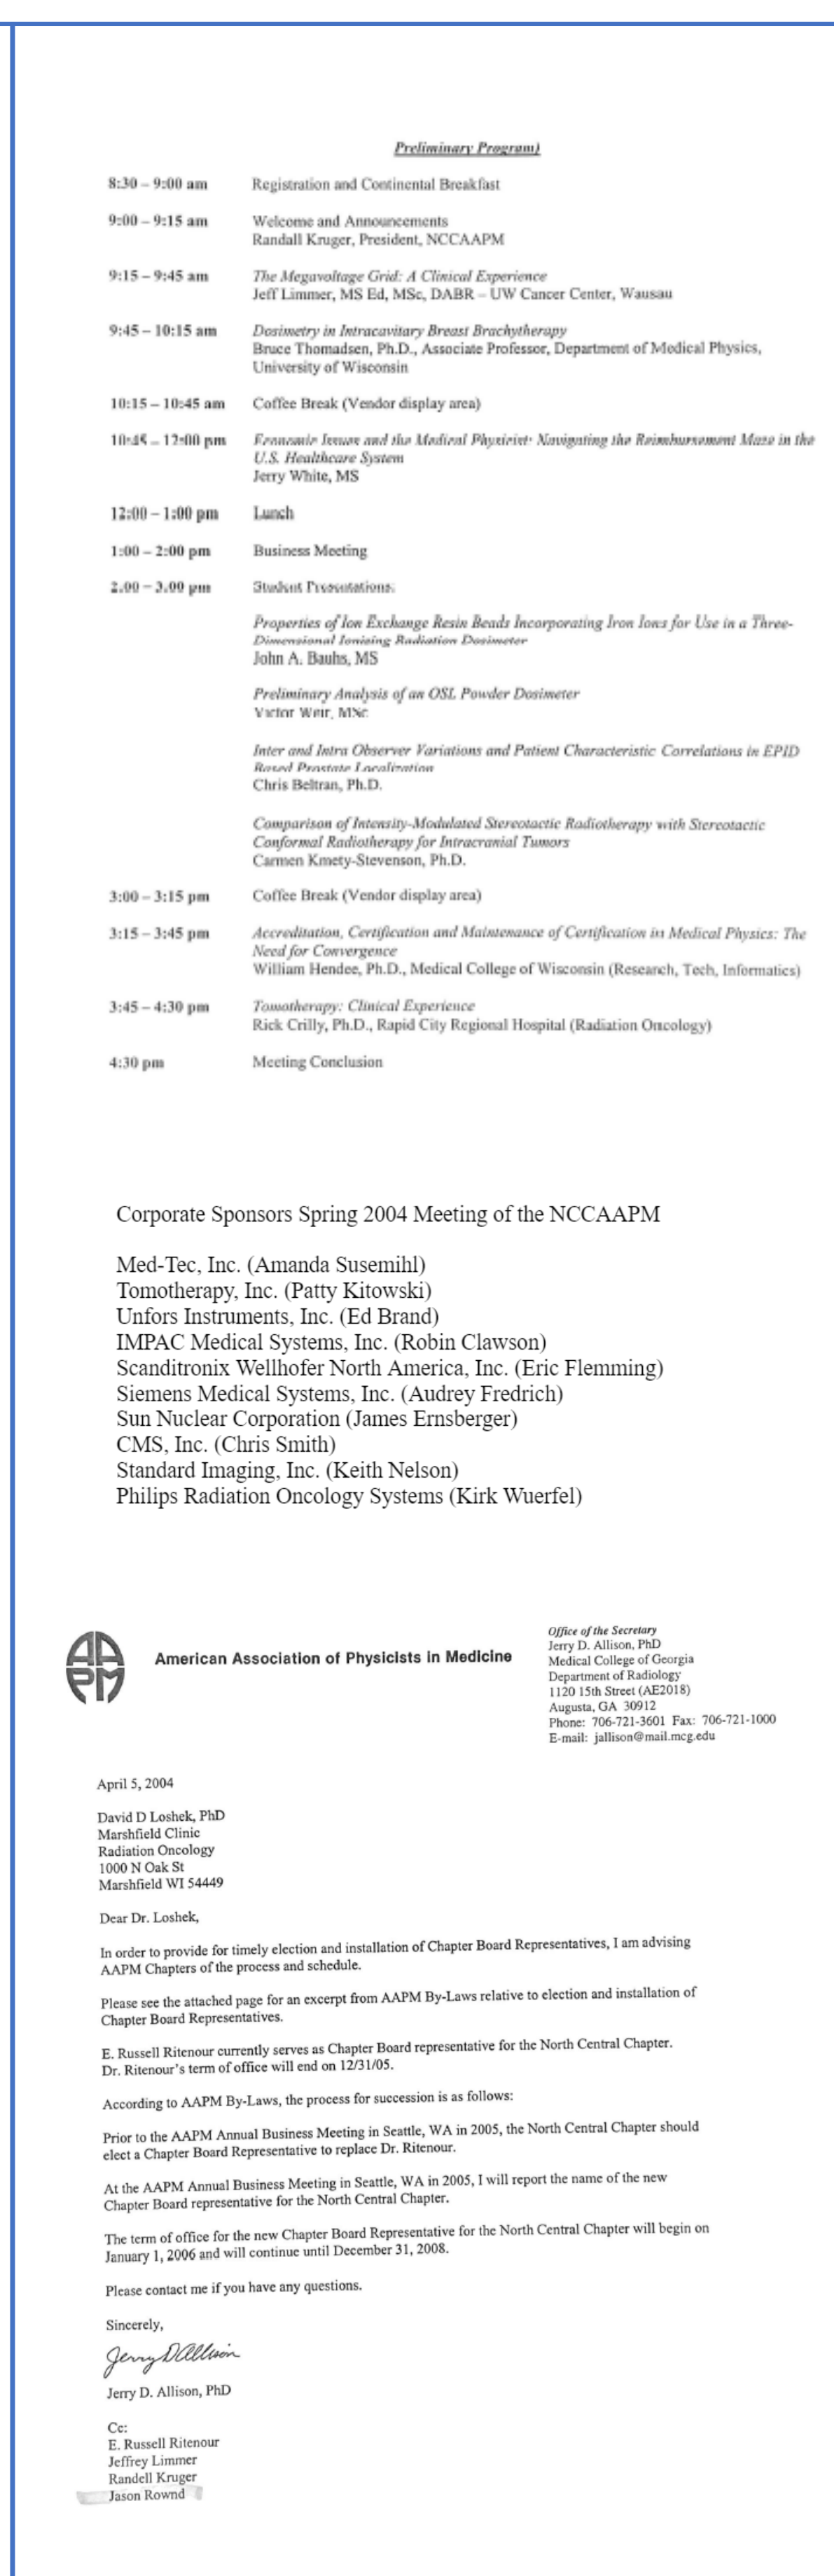 Preliminary Program)
8:30 – 9:00 am Registration and Continental Breakfast
9:00 – 9:15 am Welcome and Announcements
Randall Kruger, President, NCCAAPM
9:15 – 9:45 am The Megavoltage Grid: A Clinical Experience
Jeff Limmer, MS Ed, MSc, DABR – UW Cancer Center, Wausau
9:45 – 10:15 am Dosimetry in Intracavitary Breast Brachytherapy
Bruce Thomadsen, Ph.D., Associate Professor, Department of Medical Physics,
University of Wisconsin
10:15 – 10:45 am Coffee Break (Vendor display area)
10:45 – 12:00 pm Economic Issues and the Medical Physicist: Navigating the Reimbursement Maze in the
U.S. Healthcare System
Jerry White, MS
12:00 – 1:00 pm Lunch
1:00 – 2:00 pm Business Meeting
2:00 – 3:00 pm Student Presentations:
Properties of Ion Exchange Resin Beads Incorporating Iron Ions for Use in a Three-
Dimensional Ionizing Radiation Dosimeter
John A. Bauhs, MS
Preliminary Analysis of an OSL Powder Dosimeter
Victor Weir, MSc
Inter and Intra Observer Variations and Patient Characteristic Correlations in EPID
Based Prostate Localization
Chris Beltran, Ph.D.
Comparison of Intensity-Modulated Stereotactic Radiotherapy with Stereotactic
Conformal Radiotherapy for Intracranial Tumors
Carmen Kmety-Stevenson, Ph.D.
3:00 – 3:15 pm Coffee Break (Vendor display area)
3:15 – 3:45 pm Accreditation, Certification and Maintenance of Certification in Medical Physics: The
Need for Convergence
William Hendee, Ph.D., Medical College of Wisconsin (Research, Tech, Informatics)
3:45 – 4:30 pm Tomotherapy: Clinical Experience
Rick Crilly, Ph.D., Rapid City Regional Hospital (Radiation Oncology)
4:30 pm Meeting Conclusion
Corporate Sponsors Spring 2004 Meeting of the NCCAAPM
Med-Tec, Inc. (Amanda Susemihl)
Tomotherapy, Inc. (Patty Kitowski)
Unfors Instruments, Inc. (Ed Brand)
IMPAC Medical Systems, Inc. (Robin Clawson)
Scanditronix Wellhofer North America, Inc. (Eric Flemming)
Siemens Medical Systems, Inc. (Audrey Fredrich)
Sun Nuclear Corporation (James Ernsberger)
CMS, Inc. (Chris Smith)
Standard Imaging, Inc. (Keith Nelson)
Philips Radiation Oncology Systems (Kirk Wuerfel)
AAPM
American Association of Physicists in Medicine
Office of the Secretary
Jerry D. Allison, PhD
Medical College of Georgia
Department of Radiology
1120 15th Street (AE2018)
Augusta, GA 30912
Phone: 706-721-3601 Fax: 706-721-1000
E-mail: jallison@mail.mcg.edu
April 5, 2004
David D Loshek, PhD
Marshfield Clinic
Radiation Oncology
1000 N Oak St
Marshfield WI 54449
Dear Dr. Loshek,
In order to provide for timely election and installation of Chapter Board Representatives, I am advising
AAPM Chapters of the process and schedule.
Please see the attached page for an excerpt from AAPM By-Laws relative to election and installation of
Chapter Board Representatives.
E. Russell Ritenour currently serves as Chapter Board representative for the North Central Chapter.
Dr. Ritenour's term of office will end on 12/31/05.
According to AAPM By-Laws, the process for succession is as follows:
Prior to the AAPM Annual Business Meeting in Seattle, WA in 2005, the North Central Chapter should
elect a Chapter Board Representative to replace Dr. Ritenour.
At the AAPM Annual Business Meeting in Seattle, WA in 2005, I will report the name of the new
Chapter Board representative for the North Central Chapter.
The term of office for the new Chapter Board Representative for the North Central Chapter will begin on
January 1, 2006 and will continue until December 31, 2008.
Please contact me if you have any questions.
Sincerely,
Jerry D Allison
Jerry D. Allison, PhD
Cc:
E. Russell Ritenour
Jeffrey Limmer
Randell Kruger
Jason Rownd